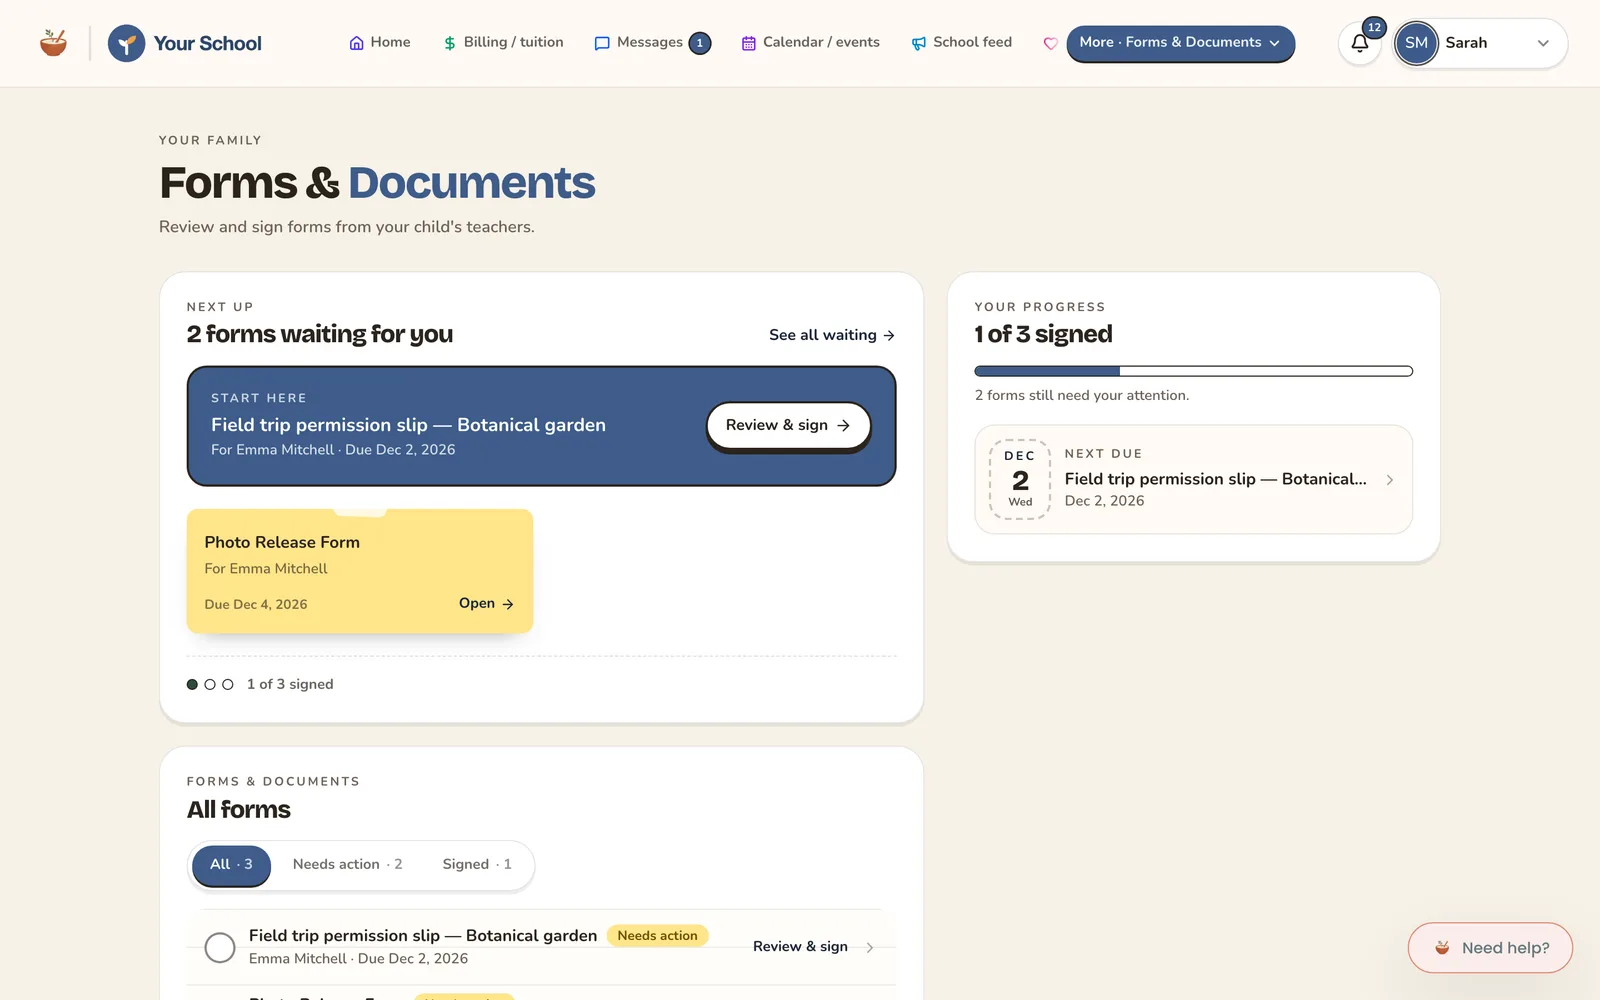 Your School
Home
Billing / tuition
Messages 1
Calendar / events
School feed
More · Forms & Documents
12
SM Sarah
YOUR FAMILY
Forms & Documents
Review and sign forms from your child's teachers.
NEXT UP
2 forms waiting for you
See all waiting →
START HERE
Field trip permission slip — Botanical garden
For Emma Mitchell · Due Dec 2, 2026
Review & sign →
Photo Release Form
For Emma Mitchell
Due Dec 4, 2026
Open →
1 of 3 signed
YOUR PROGRESS
1 of 3 signed
2 forms still need your attention.
DEC
2
Wed
NEXT DUE
Field trip permission slip — Botanical...
Dec 2, 2026
FORMS & DOCUMENTS
All forms
All · 3
Needs action · 2
Signed · 1
Field trip permission slip — Botanical garden
Needs action
Emma Mitchell · Due Dec 2, 2026
Review & sign
Need help?